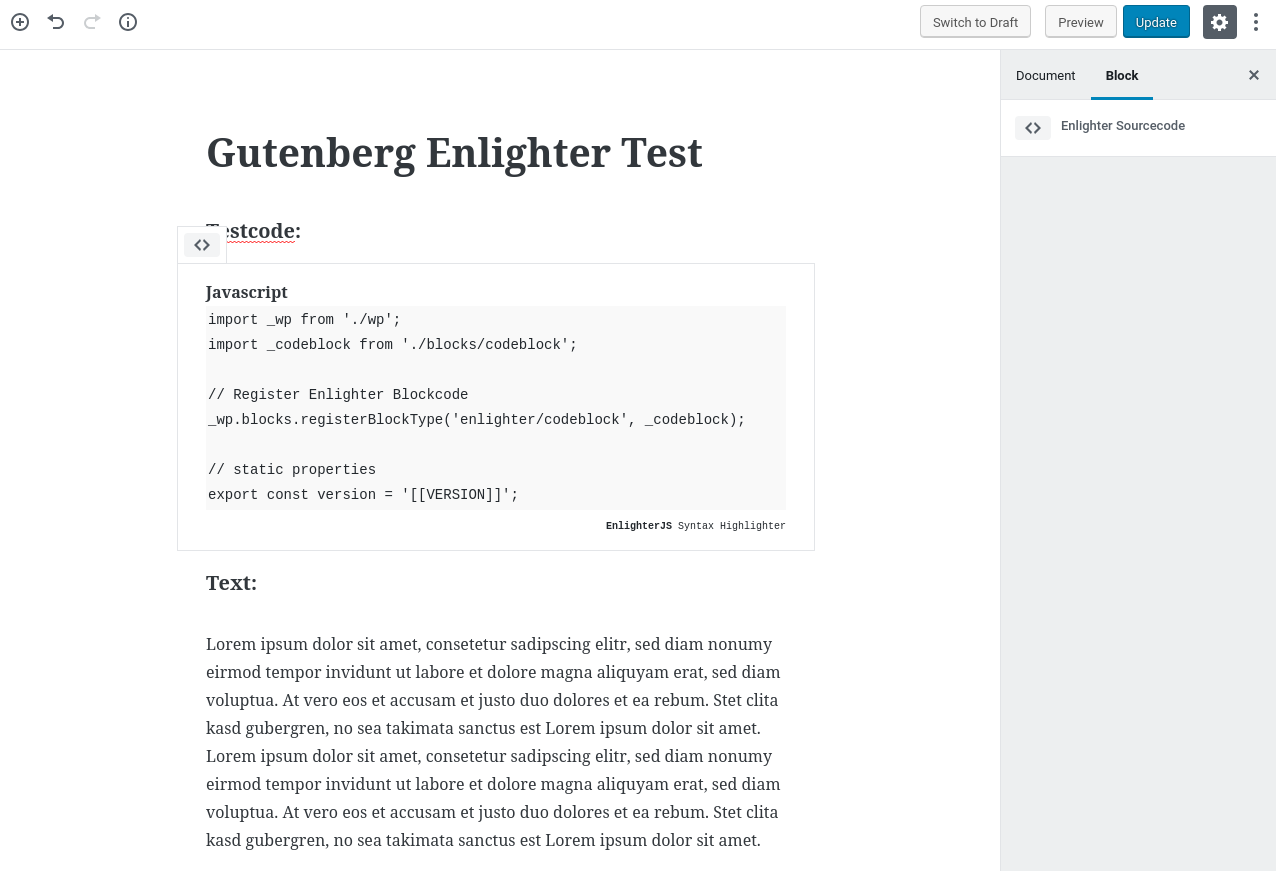 Switch to Draft Preview Update
Document Block
Enlighter Sourcecode
Gutenberg Enlighter Test
Testcode:
Javascript
import _wp from './wp';
import _codeblock from './blocks/codeblock';
// Register Enlighter Blockcode
_wp.blocks.registerBlockType('enlighter/codeblock', _codeblock);
// static properties
export const version = '[[VERSION]]';
EnlighterJS Syntax Highlighter
Text:
Lorem ipsum dolor sit amet, consetetur sadipscing elitr, sed diam nonumy
eirmod tempor invidunt ut labore et dolore magna aliquyam erat, sed diam
voluptua. At vero eos et accusam et justo duo dolores et ea rebum. Stet clita
kasd gubergren, no sea takimata sanctus est Lorem ipsum dolor sit amet.
Lorem ipsum dolor sit amet, consetetur sadipscing elitr, sed diam nonumy
eirmod tempor invidunt ut labore et dolore magna aliquyam erat, sed diam
voluptua. At vero eos et accusam et justo duo dolores et ea rebum. Stet clita
kasd gubergren, no sea takimata sanctus est Lorem ipsum dolor sit amet.